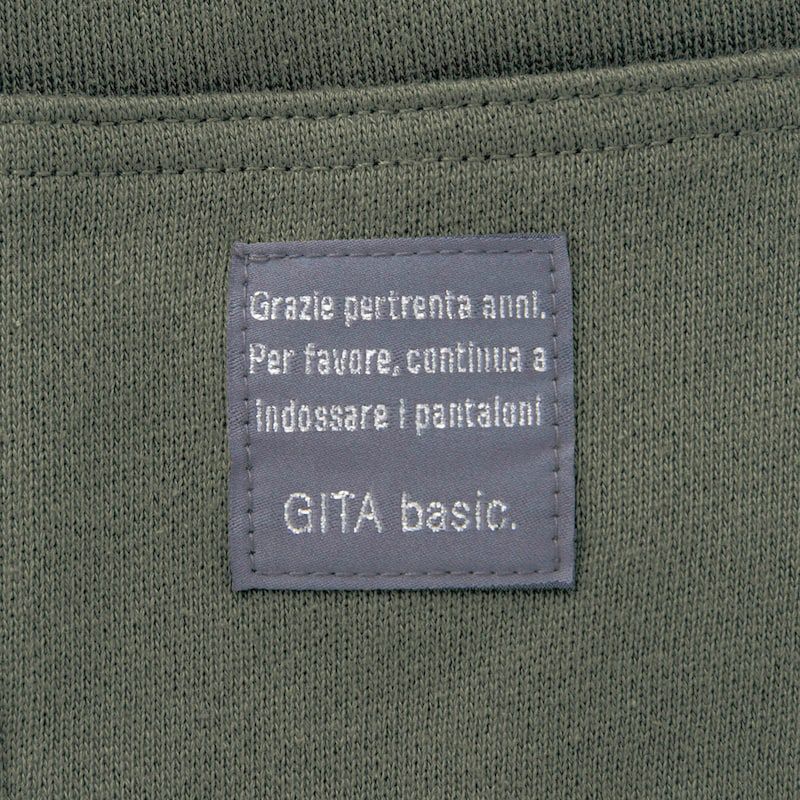 Grazie pertrenta anni.
Per favore, continua a
indossare i pantaloni
GITA basic.